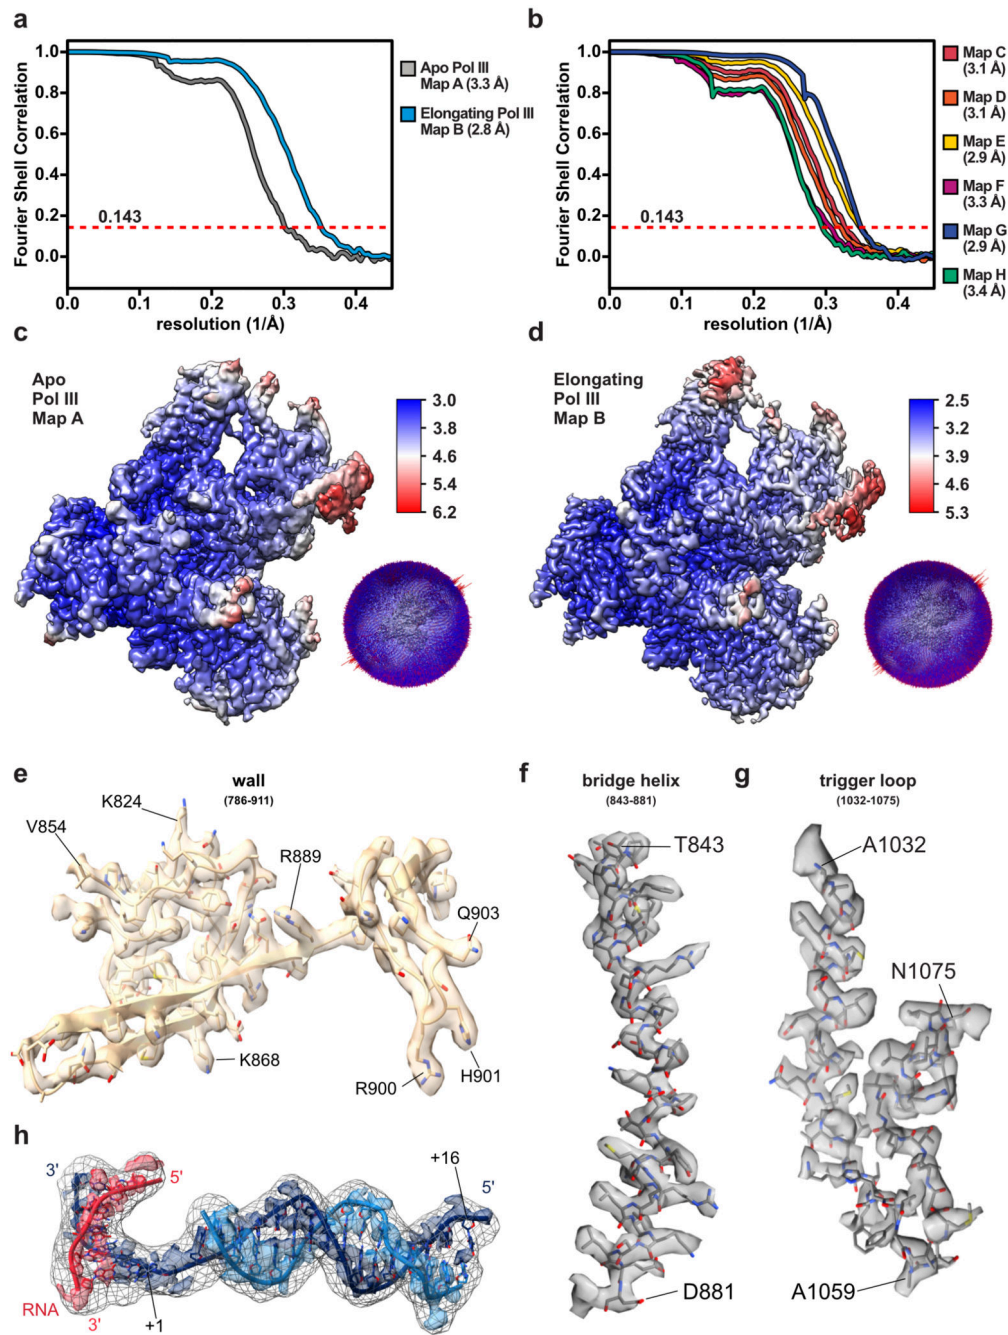 a
1.0
0.8
0.6
0.4
0.2
0.0
Fourier Shell Correlation
0.143
0.0
0.1
0.2
0.3
0.4
resolution (1/Å)
Apo Pol III
Map A (3.3 Å)
Elongating Pol III
Map B (2.8 Å)
b
1.0
0.8
0.6
0.4
0.2
0.0
Fourier Shell Correlation
0.143
0.0
0.1
0.2
0.3
0.4
resolution (1/Å)
Map C
(3.1 Å)
Map D
(3.1 Å)
Map E
(2.9 Å)
Map F
(3.3 Å)
Map G
(2.9 Å)
Map H
(3.4 Å)
c
Apo
Pol III
Map A
3.0
3.8
4.6
5.4
6.2
d
Elongating
Pol III
Map B
2.5
3.2
3.9
4.6
5.3
e
wall
(786-911)
K824
V854
R889
Q903
K868
R900
H901
f
bridge helix
(843-881)
T843
D881
g
trigger loop
(1032-1075)
A1032
N1075
A1059
h
3'
5'
+16
5'
RNA
3'
+1